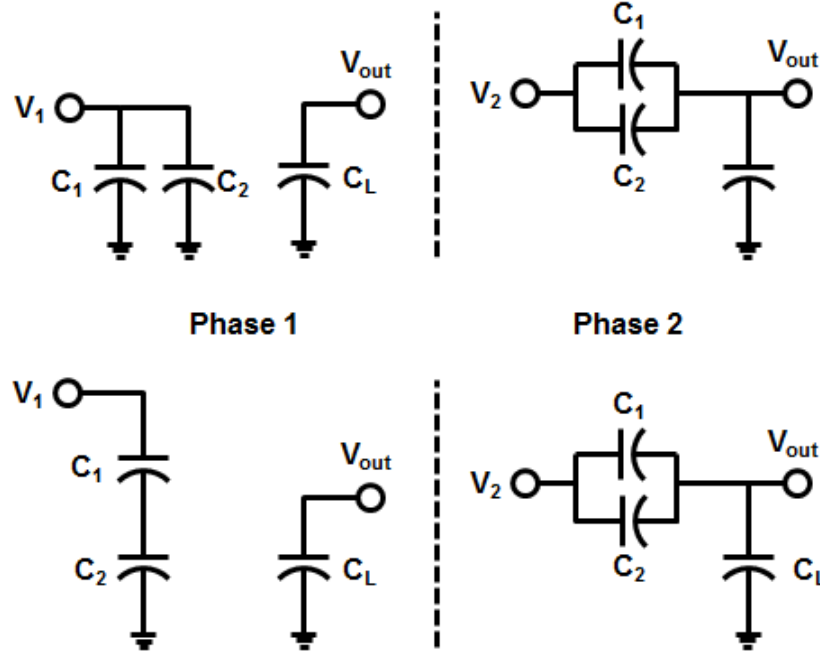 C1
V1 Vout V2 Vout
C1 C2 CL C2
Phase 1 Phase 2
V1 C1
C1 Vout V2 Vout
C2 CL C2 CL